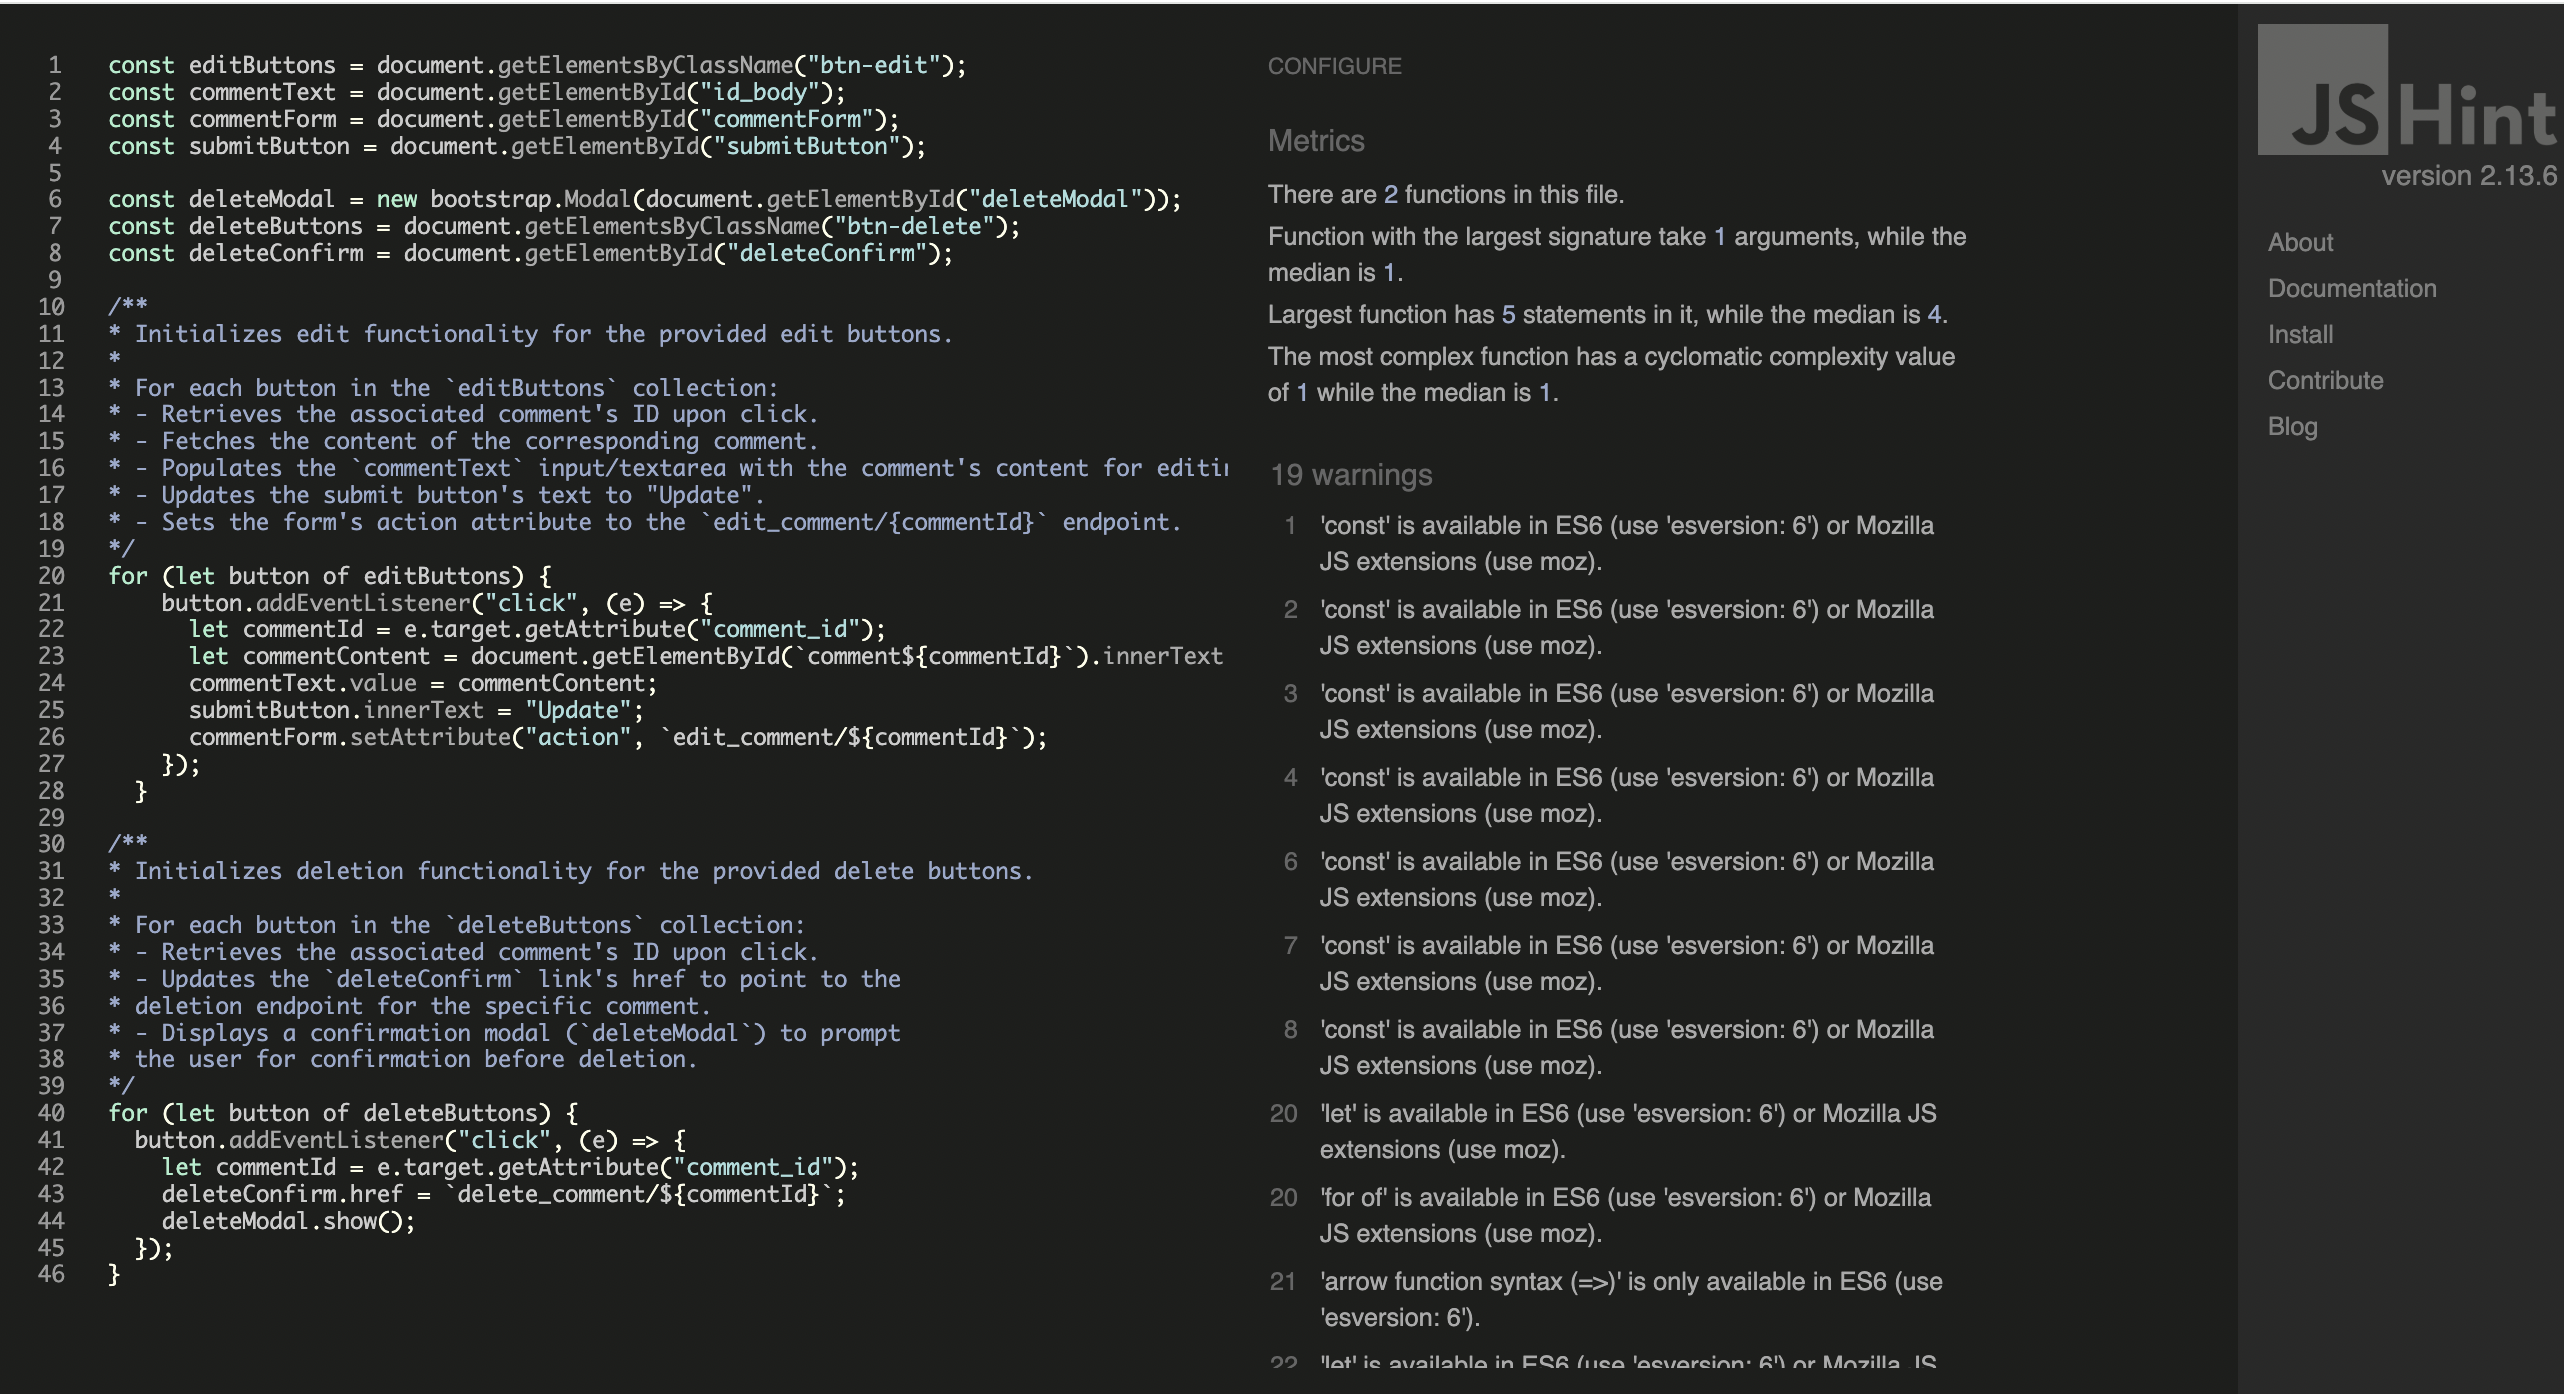 1 const editButtons = document.getElementsByClassName("btn-edit");
2 const commentText = document.getElementById("id_body");
3 const commentForm = document.getElementById("commentForm");
4 const submitButton = document.getElementById("submitButton");
5
6 const deleteModal = new bootstrap.Modal(document.getElementById("deleteModal"));
7 const deleteButtons = document.getElementsByClassName("btn-delete");
8 const deleteConfirm = document.getElementById("deleteConfirm");
9
10 /**
11 * Initializes edit functionality for the provided edit buttons.
12 *
13 * For each button in the `editButtons` collection:
14 * - Retrieves the associated comment's ID upon click.
15 * - Fetches the content of the corresponding comment.
16 * - Populates the `commentText` input/textarea with the comment's content for
17 * - Updates the submit button's text to "Update".
18 * - Sets the form's action attribute to the `edit_comment/{commentId}` endpoint.
19 */
20 for (let button of editButtons) {
21     button.addEventListener("click", (e) => {
22       let commentId = e.target.getAttribute("comment_id");
23       let commentContent = document.getElementById(`comment${commentId}`).innerText
24       commentText.value = commentContent;
25       submitButton.innerText = "Update";
26       commentForm.setAttribute("action", `edit_comment/${commentId}`);
27     });
28   }
29
30 /**
31 * Initializes deletion functionality for the provided delete buttons.
32 *
33 * For each button in the `deleteButtons` collection:
34 * - Retrieves the associated comment's ID upon click.
35 * - Updates the `deleteConfirm` link's href to point to the
36 * deletion endpoint for the specific comment.
37 * - Displays a confirmation modal (`deleteModal`) to prompt
38 * the user for confirmation before deletion.
39 */
40 for (let button of deleteButtons) {
41   button.addEventListener("click", (e) => {
42     let commentId = e.target.getAttribute("comment_id");
43     deleteConfirm.href = `delete_comment/${commentId}`;
44     deleteModal.show();
45   });
46 }
CONFIGURE
Metrics
There are 2 functions in this file.
Function with the largest signature take 1 arguments, while the
median is 1.
Largest function has 5 statements in it, while the median is 4.
The most complex function has a cyclomatic complexity value
of 1 while the median is 1.
19 warnings
1 'const' is available in ES6 (use 'esversion: 6') or Mozilla
JS extensions (use moz).
2 'const' is available in ES6 (use 'esversion: 6') or Mozilla
JS extensions (use moz).
3 'const' is available in ES6 (use 'esversion: 6') or Mozilla
JS extensions (use moz).
4 'const' is available in ES6 (use 'esversion: 6') or Mozilla
JS extensions (use moz).
6 'const' is available in ES6 (use 'esversion: 6') or Mozilla
JS extensions (use moz).
7 'const' is available in ES6 (use 'esversion: 6') or Mozilla
JS extensions (use moz).
8 'const' is available in ES6 (use 'esversion: 6') or Mozilla
JS extensions (use moz).
20 'let' is available in ES6 (use 'esversion: 6') or Mozilla JS
extensions (use moz).
20 'for of' is available in ES6 (use 'esversion: 6') or Mozilla
JS extensions (use moz).
21 'arrow function syntax (=>)' is only available in ES6 (use
'esversion: 6').
22 'let' is available in ES6 (use 'esversion: 6') or Mozilla JS
JSHint
version 2.13.6
About
Documentation
Install
Contribute
Blog